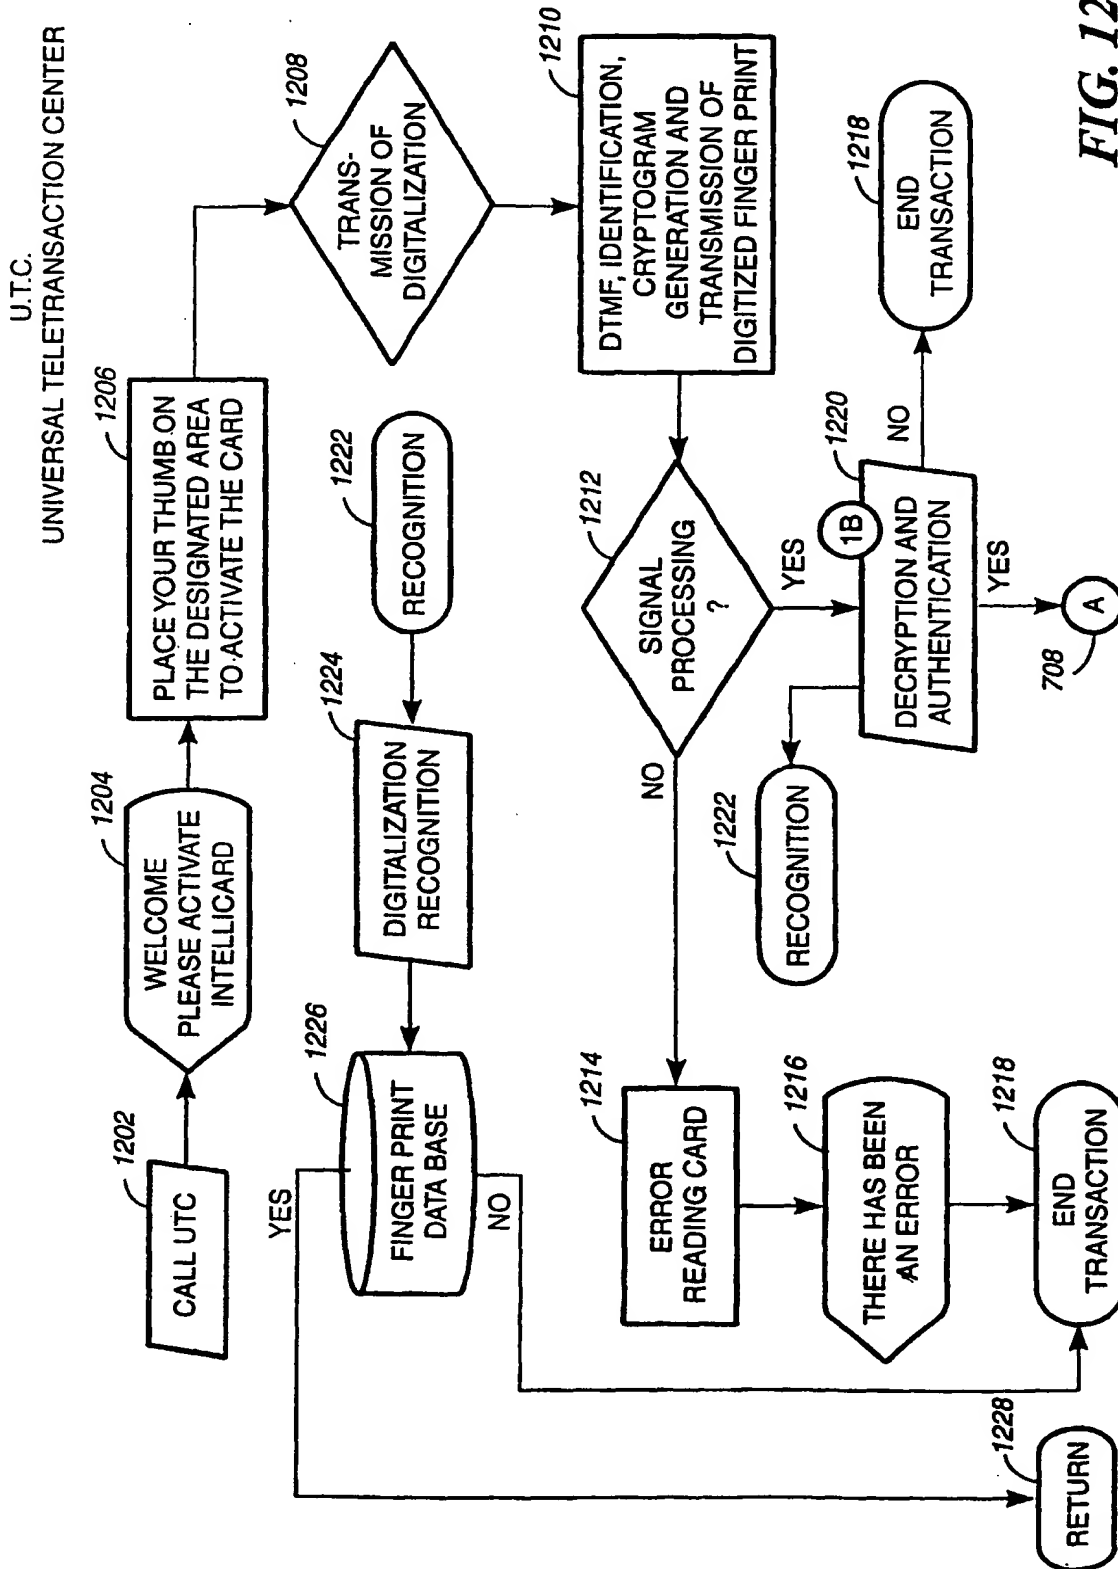 U.T.C.
UNIVERSAL TELETRANSACTION CENTER
1202
CALL UTC
1204
WELCOME
PLEASE ACTIVATE
INTELLICARD
1206
PLACE YOUR THUMB ON
THE DESIGNATED AREA
TO ACTIVATE THE CARD
1208
TRANS-
MISSION OF
DIGITALIZATION
1210
DTMF, IDENTIFICATION,
CRYPTOGRAM
GENERATION AND
TRANSMISSION OF
DIGITIZED FINGER PRINT
1222
RECOGNITION
1224
DIGITALIZATION
RECOGNITION
1226
FINGER PRINT
DATA BASE
YES
NO
1212
SIGNAL
PROCESSING
?
NO
YES
1214
ERROR
READING CARD
1216
THERE HAS BEEN
AN ERROR
1218
END
TRANSACTION
1228
RETURN
1222
RECOGNITION
1B
1220
DECRYPTION AND
AUTHENTICATION
NO
YES
1218
END
TRANSACTION
708
A
FIG. 12